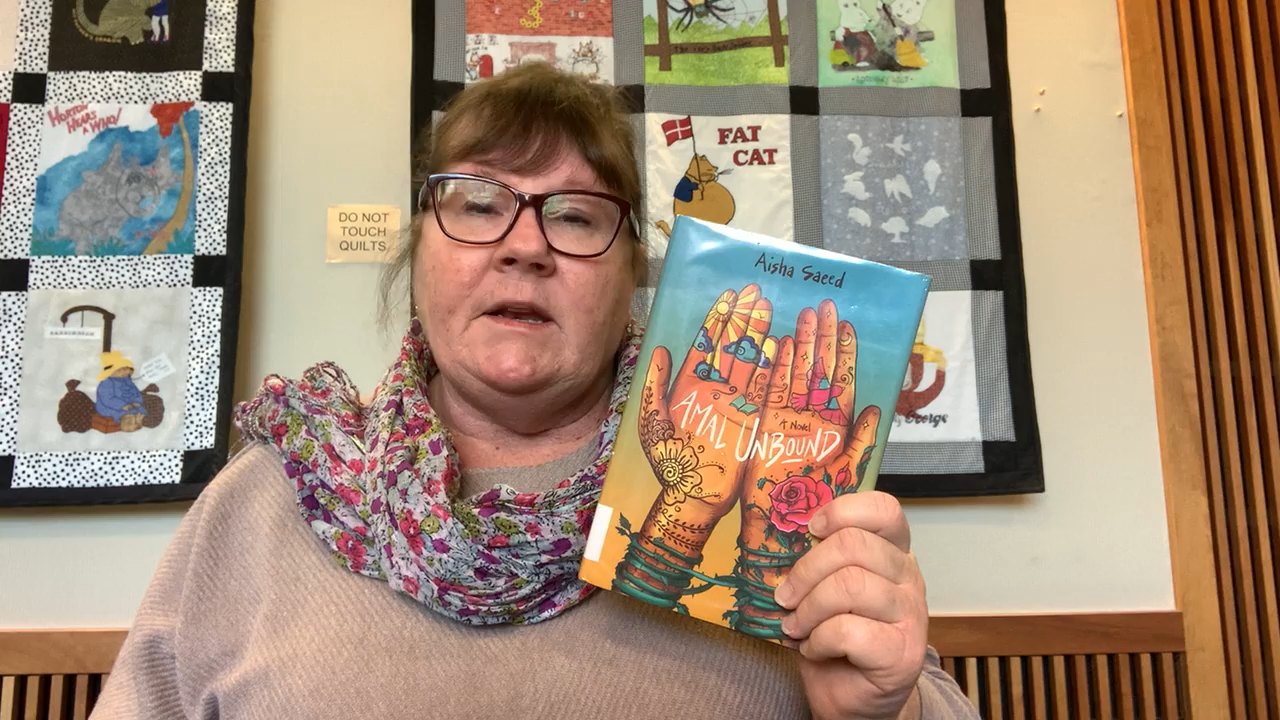 HORTON
HEARS
A WHO!
DO NOT
TOUCH
QUILTS
FAT
CAT
George
Aisha Saeed
AMAL UNBOUND
A NOVEL